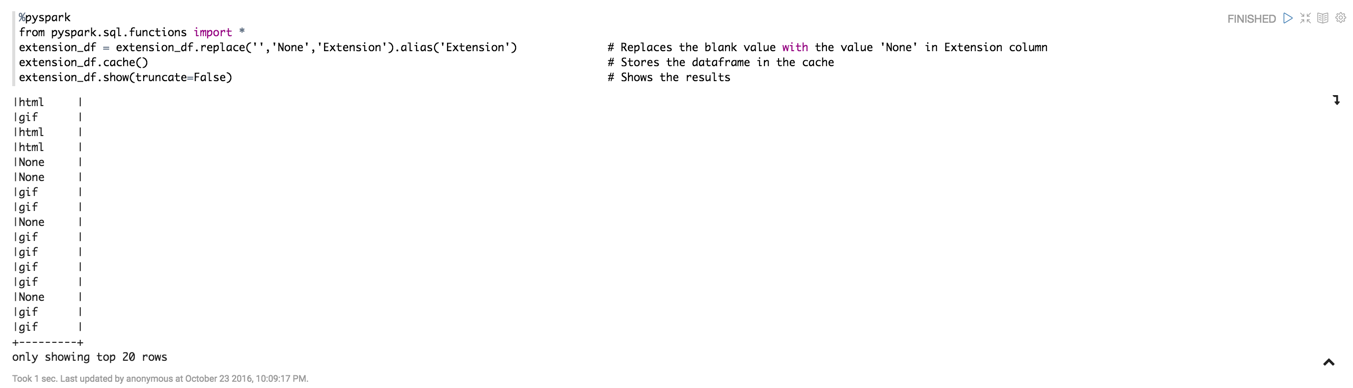 %pyspark
FINISHED
from pyspark.sql.functions import *
extension_df = extension_df.replace('','None','Extension').alias('Extension') # Replaces the blank value with the value 'None' in Extension column
extension_df.cache() # Stores the dataframe in the cache
extension_df.show(truncate=False) # Shows the results
|html |
|gif |
|html |
|html |
|None |
|None |
|gif |
|gif |
|None |
|gif |
|gif |
|gif |
|gif |
|None |
|gif |
|gif |
+---------+
only showing top 20 rows
Took 1 sec. Last updated by anonymous at October 23 2016, 10:09:17 PM.